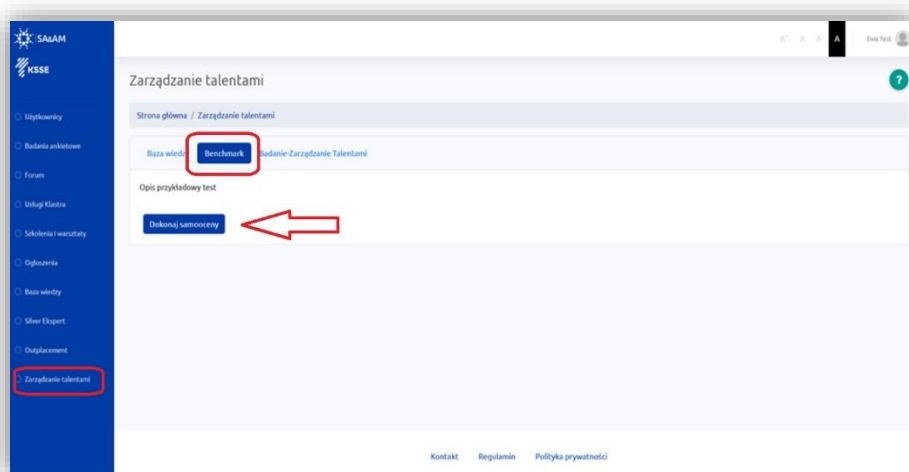 SA&AM
KSSE
A+ A A- A
Ewa Test
Zarządzanie talentami
?
Strona główna / Zarządzanie talentami
Użytkownicy
Badania ankietowe
Forum
Usługi Klastra
Szkolenia i warsztaty
Ogłoszenia
Baza wiedzy
Silver Ekspert
Outplacement
Zarządzanie talentami
Baza wiedzy Benchmark Badanie-Zarządzanie Talentami
Opis przykładowy test
Dokonaj samooceny
Kontakt Regulamin Polityka prywatności